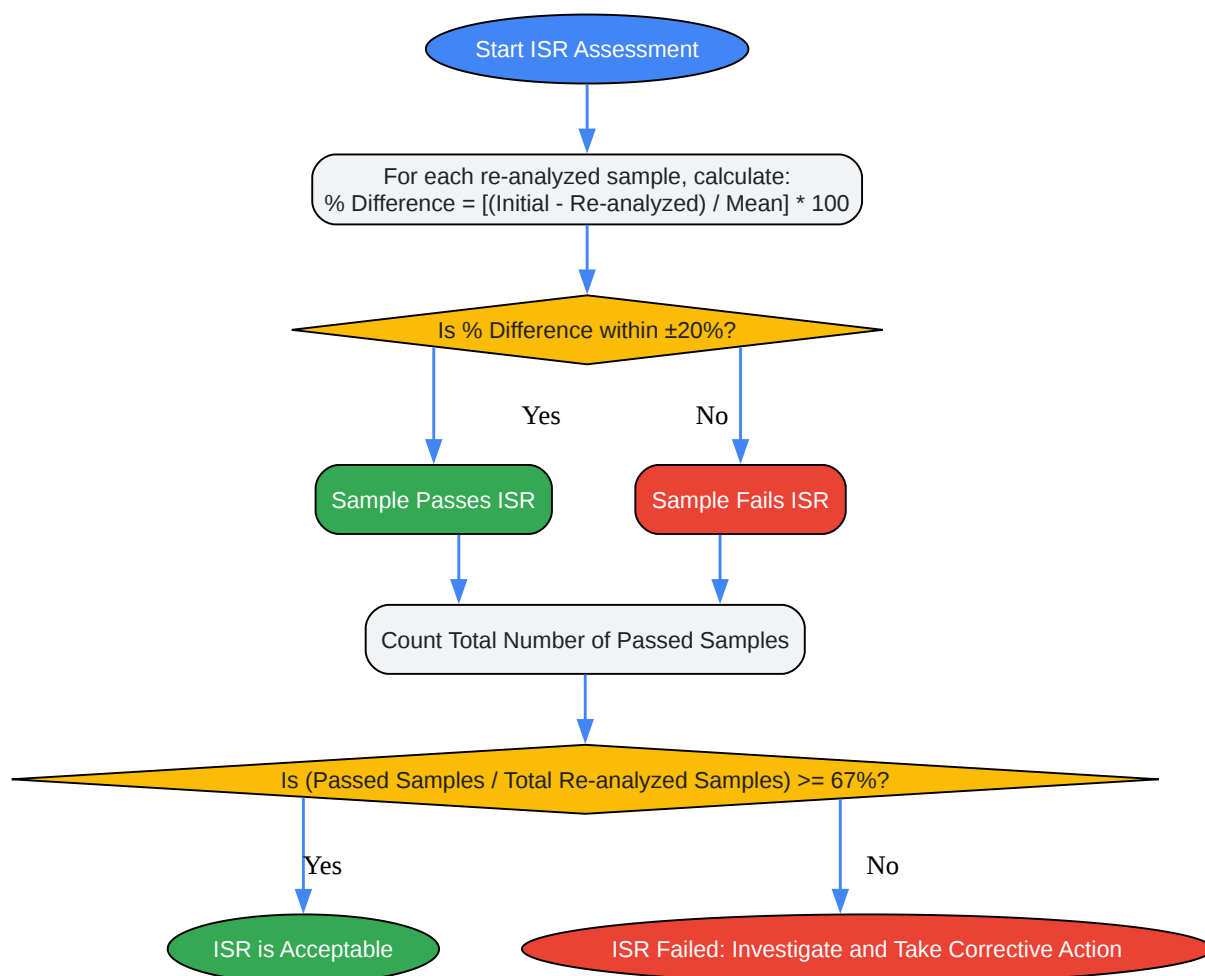 Start ISR Assessment
For each re-analyzed sample, calculate:
% Difference = [(Initial - Re-analyzed) / Mean] * 100
Is % Difference within ±20%?
Yes
No
Sample Passes ISR
Sample Fails ISR
Count Total Number of Passed Samples
Is (Passed Samples / Total Re-analyzed Samples) >= 67%?
Yes
No
ISR is Acceptable
ISR Failed: Investigate and Take Corrective Action